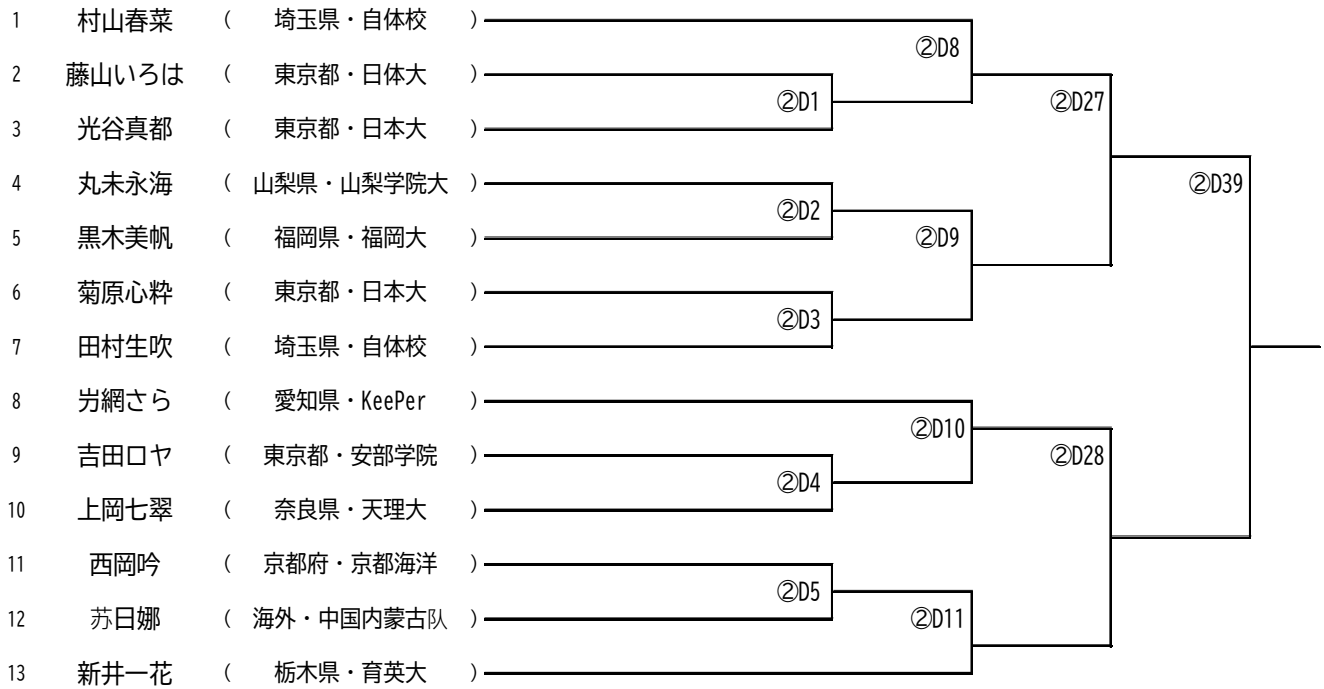 1 村山春菜 ( 埼玉県・自体校 )
②D8
2 藤山いろは ( 東京都・日体大 )
②D1 ②D27
3 光谷真都 ( 東京都・日本大 )
4 丸未永海 ( 山梨県・山梨学院大 )
②D39
②D2
5 黒木美帆 ( 福岡県・福岡大 )
②D9
6 菊原心粋 ( 東京都・日本大 )
②D3
7 田村生吹 ( 埼玉県・自体校 )
8 屶網さら ( 愛知県・KeePer )
②D10
9 吉田ロヤ ( 東京都・安部学院 )
②D28
②D4
10 上岡七翠 ( 奈良県・天理大 )
11 西岡吟 ( 京都府・京都海洋 )
②D5
12 苏日娜 ( 海外・中国内蒙古队 )
②D11
13 新井一花 ( 栃木県・育英大 )